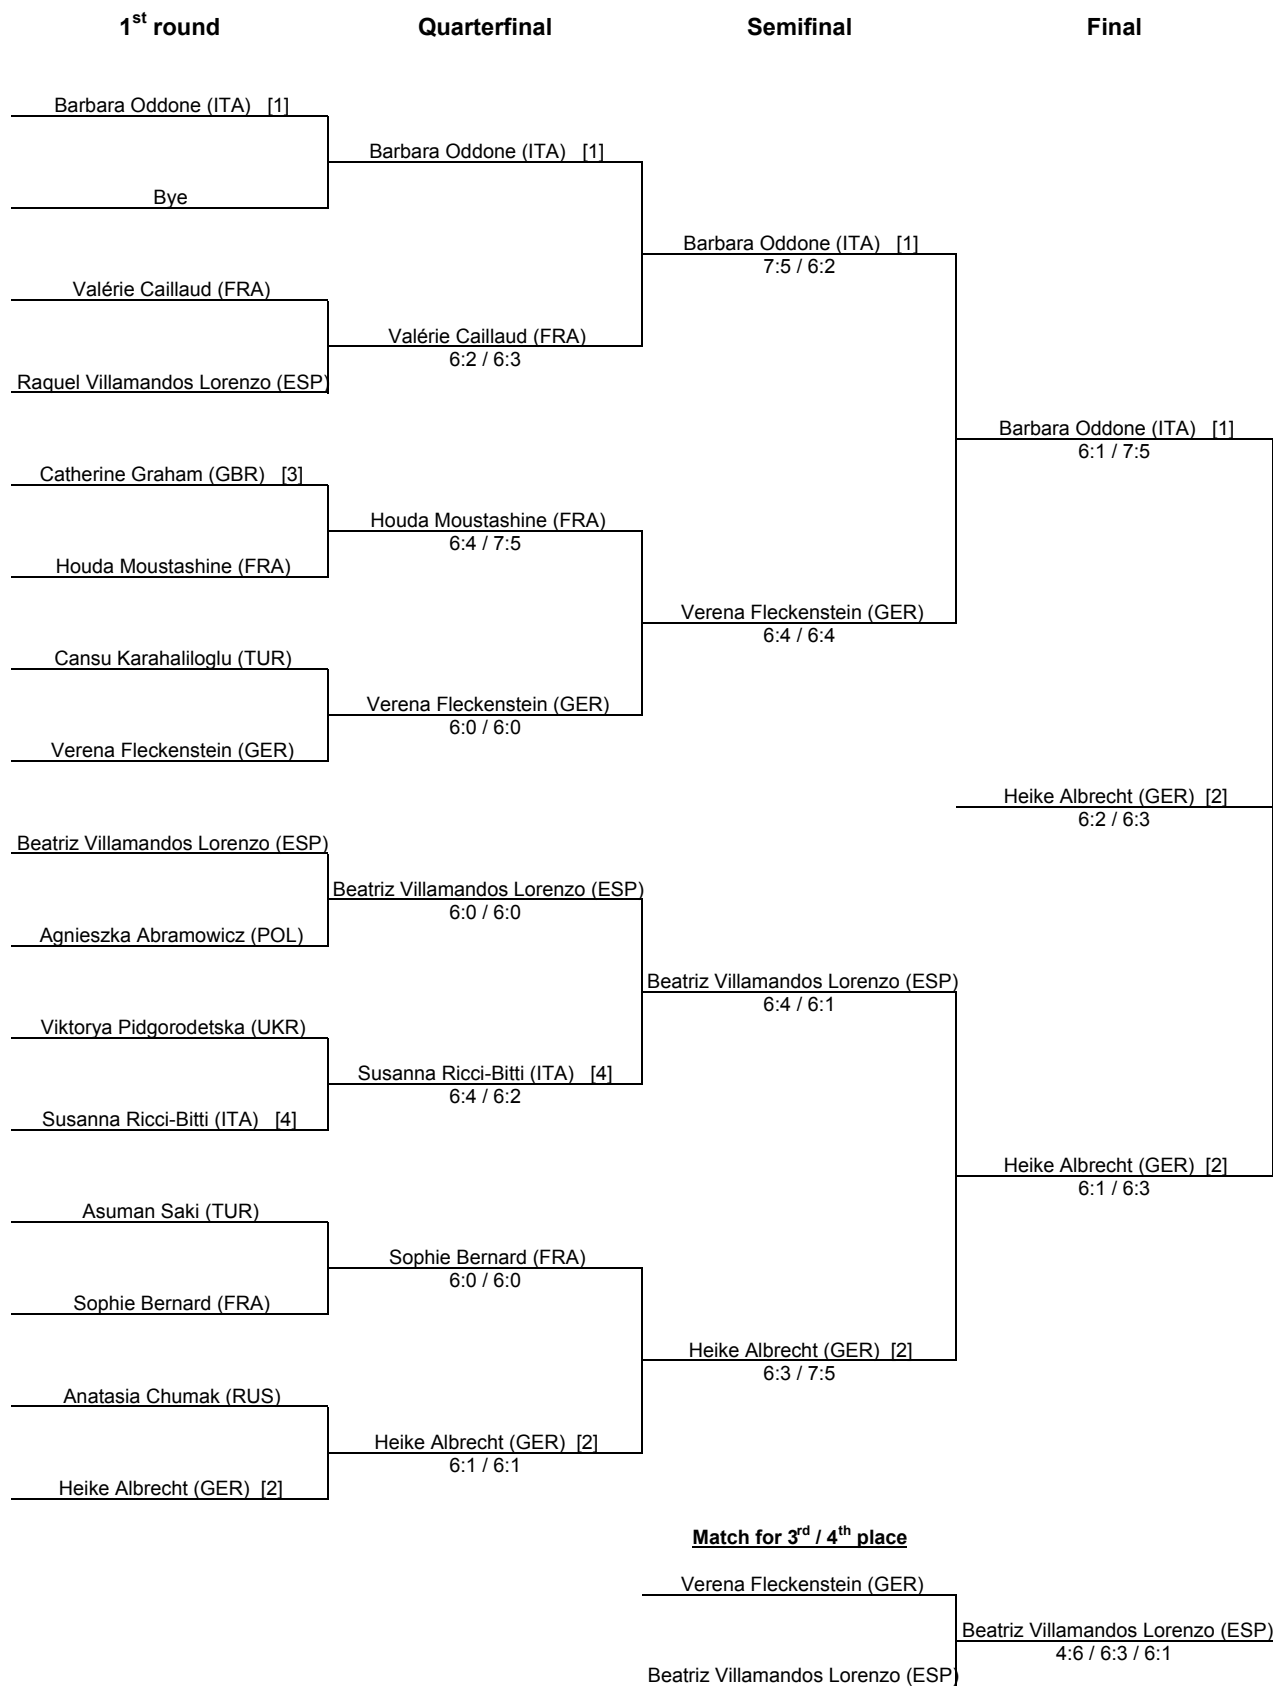 1st round Quarterfinal Semifinal Final
Barbara Oddone (ITA) [1]
Barbara Oddone (ITA) [1]
Bye
Barbara Oddone (ITA) [1]
7:5 / 6:2
Valérie Caillaud (FRA)
Valérie Caillaud (FRA)
6:2 / 6:3
Raquel Villamandos Lorenzo (ESP)
Barbara Oddone (ITA) [1]
6:1 / 7:5
Catherine Graham (GBR) [3]
Houda Moustashine (FRA)
6:4 / 7:5
Houda Moustashine (FRA)
Verena Fleckenstein (GER)
6:4 / 6:4
Cansu Karahaliloglu (TUR)
Verena Fleckenstein (GER)
6:0 / 6:0
Verena Fleckenstein (GER)
Heike Albrecht (GER) [2]
6:2 / 6:3
Beatriz Villamandos Lorenzo (ESP)
Beatriz Villamandos Lorenzo (ESP)
6:0 / 6:0
Agnieszka Abramowicz (POL)
Beatriz Villamandos Lorenzo (ESP)
6:4 / 6:1
Viktorya Pidgorodetska (UKR)
Susanna Ricci-Bitti (ITA) [4]
6:4 / 6:2
Susanna Ricci-Bitti (ITA) [4]
Heike Albrecht (GER) [2]
6:1 / 6:3
Asuman Saki (TUR)
Sophie Bernard (FRA)
6:0 / 6:0
Sophie Bernard (FRA)
Heike Albrecht (GER) [2]
6:3 / 7:5
Anatasia Chumak (RUS)
Heike Albrecht (GER) [2]
6:1 / 6:1
Heike Albrecht (GER) [2]
Match for 3rd / 4th place
Verena Fleckenstein (GER)
Beatriz Villamandos Lorenzo (ESP)
4:6 / 6:3 / 6:1
Beatriz Villamandos Lorenzo (ESP)